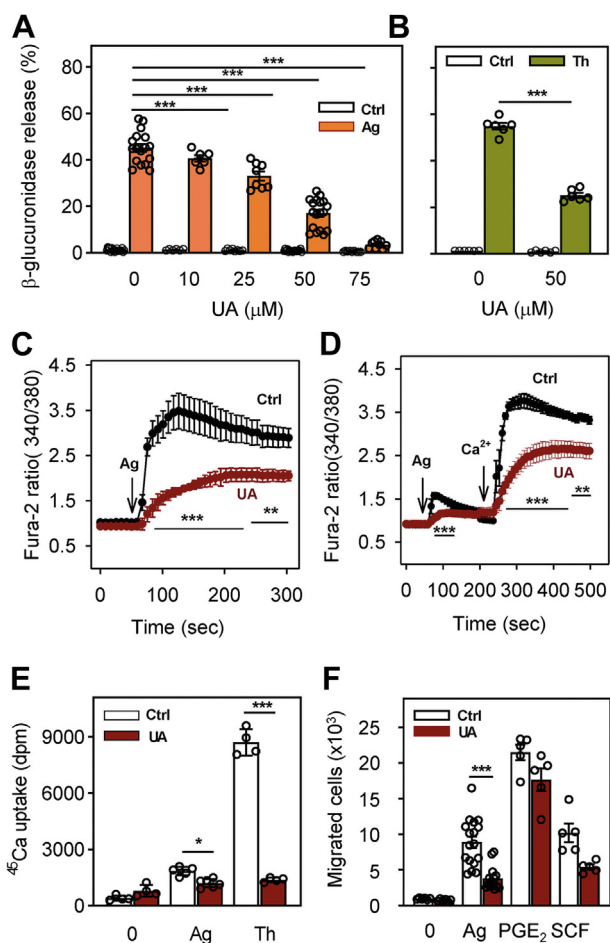 A
β-glucuronidase release (%)
80
60
40
20
0
***
***
***
***
Ctrl
Ag
0 10 25 50 75
UA (μM)
B
Ctrl Th
***
0 50
UA (μM)
C
Fura-2 ratio( 340/380)
4.5
3.5
2.5
1.5
0.5
Ag
Ctrl
UA
***
**
0 100 200 300
Time (sec)
D
Fura-2 ratio(340/380)
4.5
3.5
2.5
1.5
0.5
Ag
Ca2+
Ctrl
UA
***
***
**
0 100 200 300 400 500
Time (sec)
E
45Ca uptake (dpm)
9000
6000
3000
0
Ctrl
UA
*
***
0 Ag Th
F
Migrated cells (x10³)
25
20
15
10
5
0
Ctrl
UA
***
0 Ag PGE₂ SCF